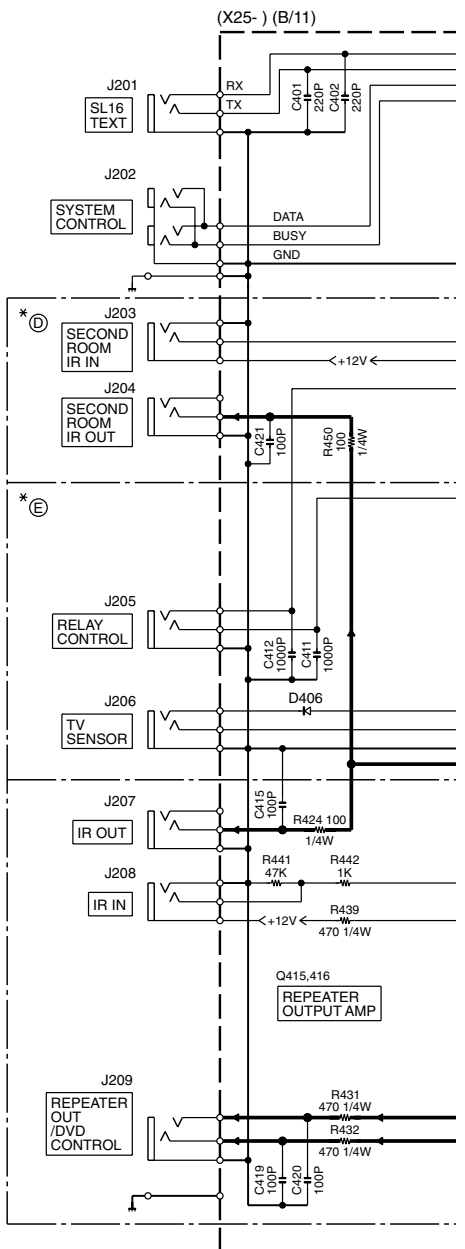 (X25- ) (B/11)
J201
SL16
TEXT
RX
TX
C401
220P
C402
220P
J202
SYSTEM
CONTROL
DATA
BUSY
GND
* D
J203
SECOND
ROOM
IR IN
+12V
J204
SECOND
ROOM
IR OUT
C421
100P
R450
100
1/4W
* E
J205
RELAY
CONTROL
C412
1000P
C411
1000P
J206
TV
SENSOR
D406
J207
IR OUT
C415
100P
R424 100
1/4W
J208
IR IN
R441
47K
R442
1K
+12V
R439
470 1/4W
Q415,416
REPEATER
OUTPUT AMP
J209
REPEATER
OUT
/DVD
CONTROL
R431
470 1/4W
R432
470 1/4W
C419
100P
C420
100P